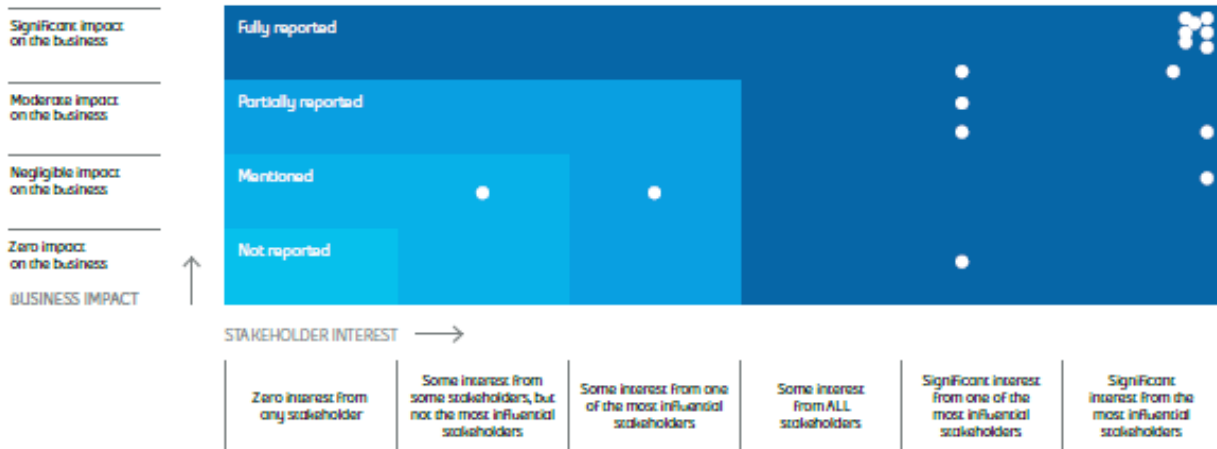 Significant impact
on the business
Fully reported
Moderate impact
on the business
Partially reported
Negligible impact
on the business
Mentioned
Zero impact
on the business
Not reported
BUSINESS IMPACT
STAKEHOLDER INTEREST
Zero interest from
any stakeholder
Some interest from
some stakeholders, but
not the most influential
stakeholders
Some interest from one
of the most influential
stakeholders
Some interest
from ALL
stakeholders
Significant interest
from one of the
most influential
stakeholders
Significant
interest from the
most influential
stakeholders